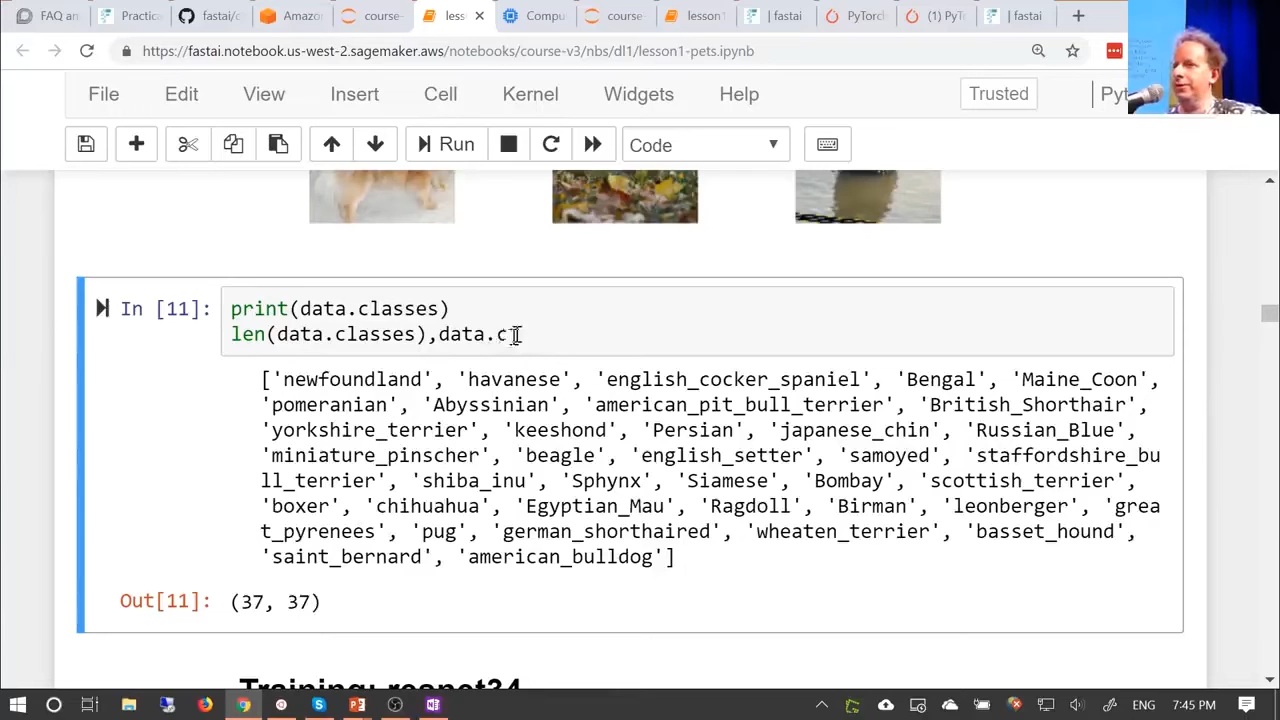 FAQ an
Practic
fastai/d
Amazo
course-
less
Compu
course
lesson1
| fastai
PyTorc
(1) PyT
| fastai
https://fastai.notebook.us-west-2.sagemaker.aws/notebooks/course-v3/nbs/dl1/lesson1-pets.ipynb
File Edit View Insert Cell Kernel Widgets Help Trusted Pyt
Run Code
In [11]: print(data.classes)
len(data.classes),data.c
['newfoundland', 'havanese', 'english_cocker_spaniel', 'Bengal', 'Maine_Coon',
'pomeranian', 'Abyssinian', 'american_pit_bull_terrier', 'British_Shorthair',
'yorkshire_terrier', 'keeshond', 'Persian', 'japanese_chin', 'Russian_Blue',
'miniature_pinscher', 'beagle', 'english_setter', 'samoyed', 'staffordshire_bu
ll_terrier', 'shiba_inu', 'Sphynx', 'Siamese', 'Bombay', 'scottish_terrier',
'boxer', 'chihuahua', 'Egyptian_Mau', 'Ragdoll', 'Birman', 'leonberger', 'grea
t_pyrenees', 'pug', 'german_shorthaired', 'wheaten_terrier', 'basset_hound',
'saint_bernard', 'american_bulldog']
Out[11]: (37, 37)
Training: resnet34
ENG 7:45 PM